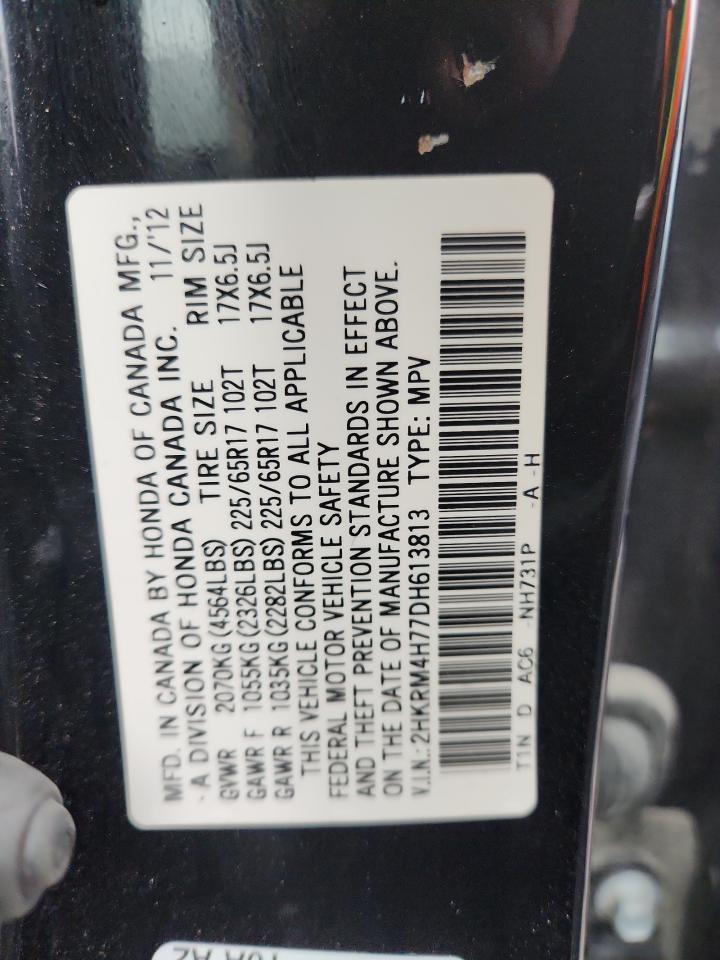 MFD. IN CANADA BY HONDA OF CANADA MFG.,
- A DIVISION OF HONDA CANADA INC. 11/'12
GVWR 2070KG(4564LBS) TIRE SIZE RIM SIZE
GAWR F 1055KG(2326LBS) 225/65R17 102T 17X6.5J
GAWR R 1035KG(2282LBS) 225/65R17 102T 17X6.5J
THIS VEHICLE CONFORMS TO ALL APPLICABLE
FEDERAL MOTOR VEHICLE SAFETY
AND THEFT PREVENTION STANDARDS IN EFFECT
ON THE DATE OF MANUFACTURE SHOWN ABOVE.
V.I.N.: 2HKRM4H77DH613813 TYPE: MPV
T1N D AC6 -NH731P -A -H